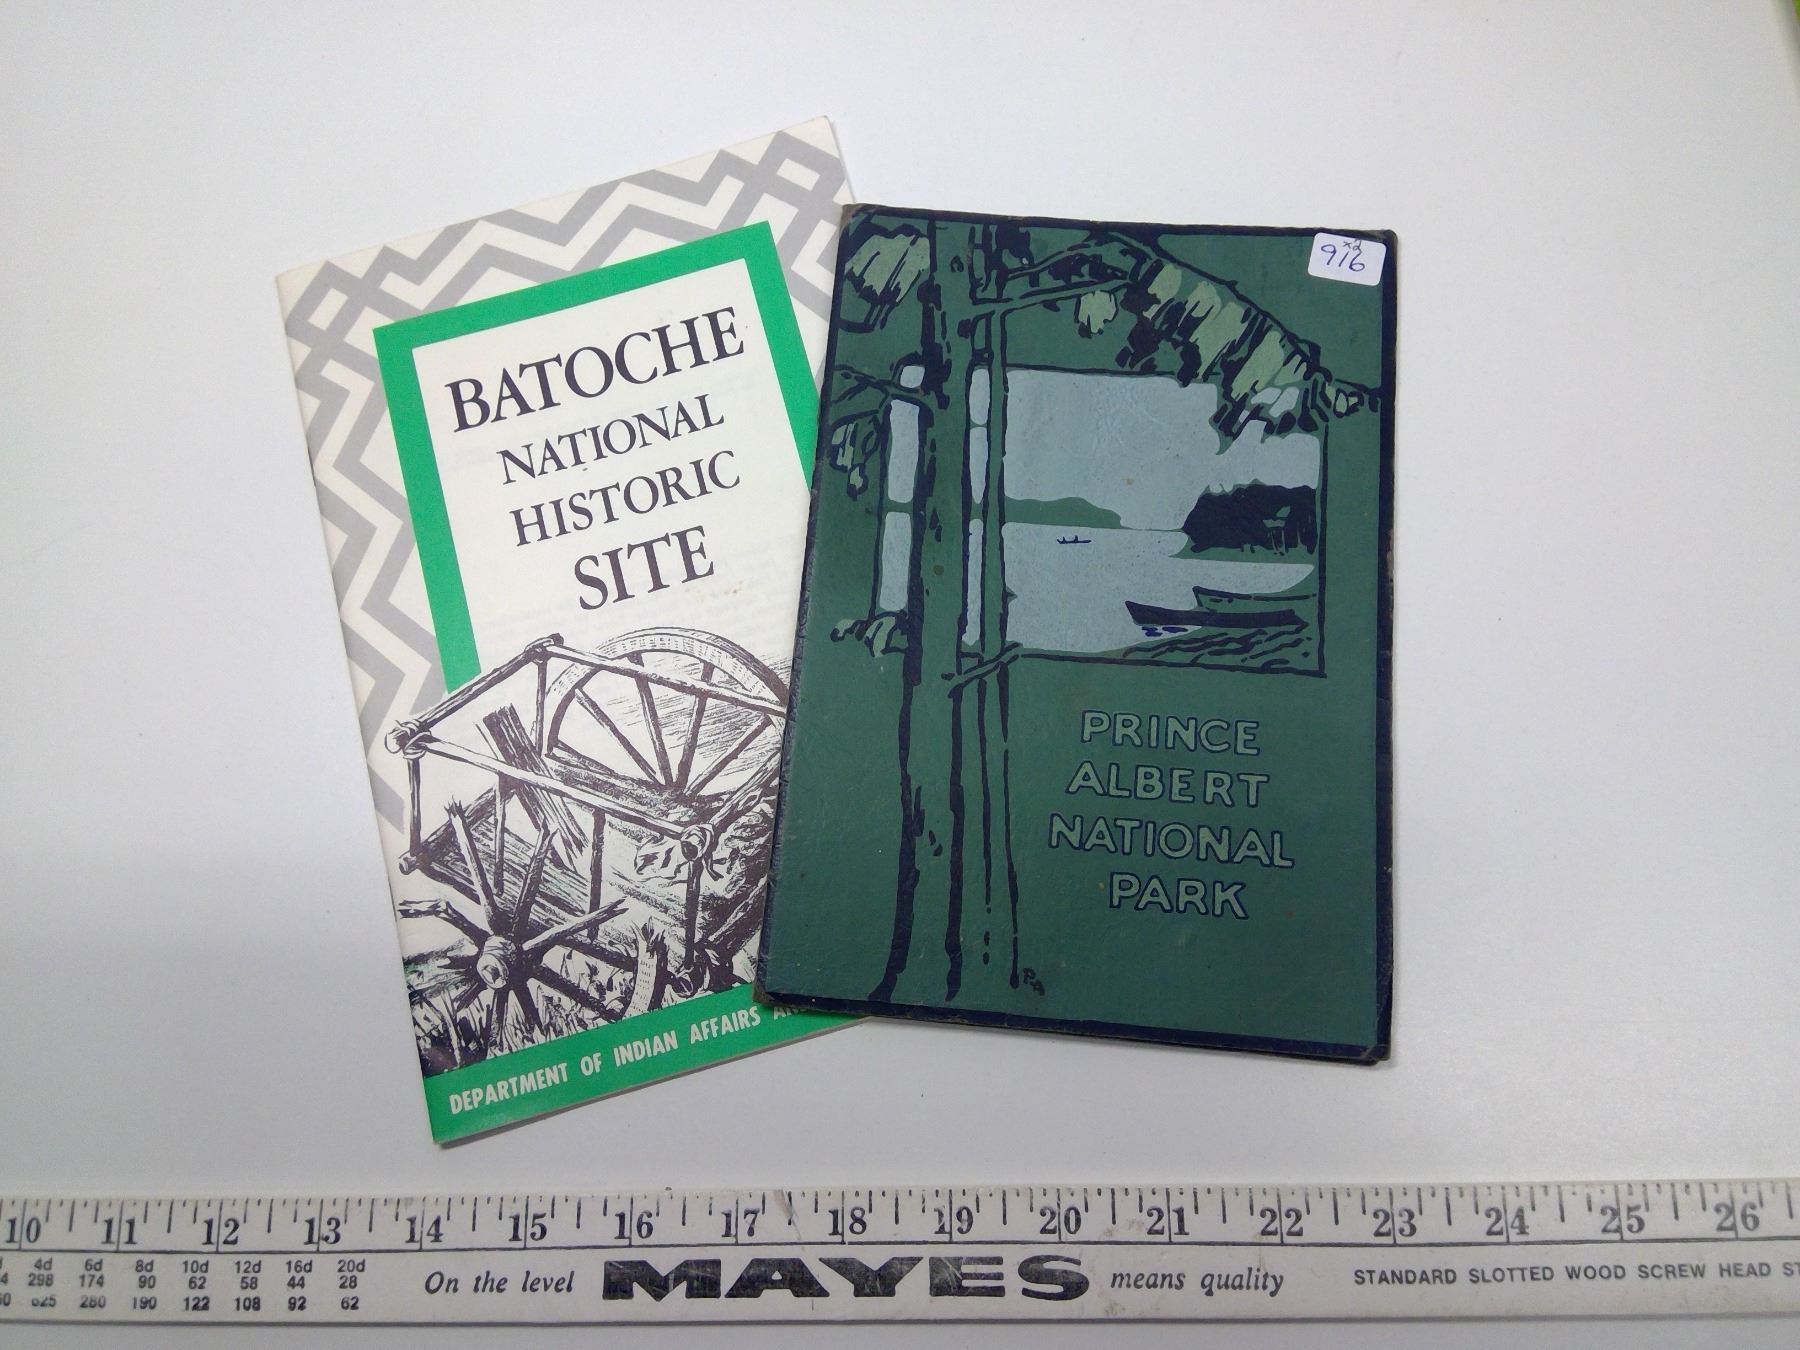 BATOCHE
NATIONAL
HISTORIC
SITE
DEPARTMENT OF INDIAN AFFAIRS
x2
916
PRINCE
ALBERT
NATIONAL
PARK
P.A
10 11 12 13 14 15 16 17 18 19 20 21 22 23 24 25 26
4d 6d 8d 10d 12d 16d 20d
298 174 90 62 58 44 28
280 190 122 108 92 62
On the level MAYES means quality STANDARD SLOTTED WOOD SCREW HEAD